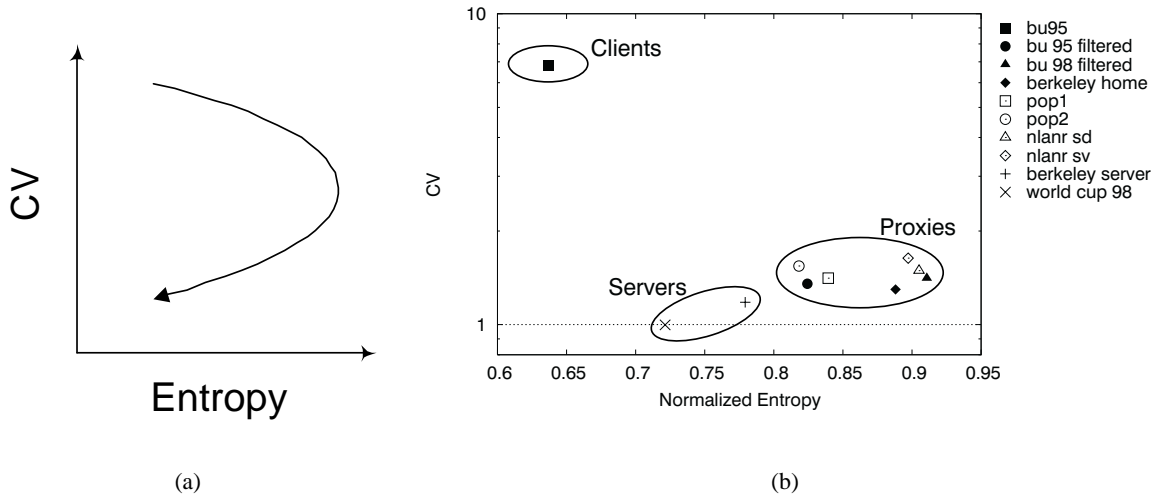 CV
Entropy
(a)
10
1
CV
0.6 0.65 0.7 0.75 0.8 0.85 0.9 0.95
Normalized Entropy
Clients
Servers
Proxies
bu95
bu 95 filtered
bu 98 filtered
berkeley home
pop1
pop2
nlanr sd
nlanr sv
berkeley server
world cup 98
(b)